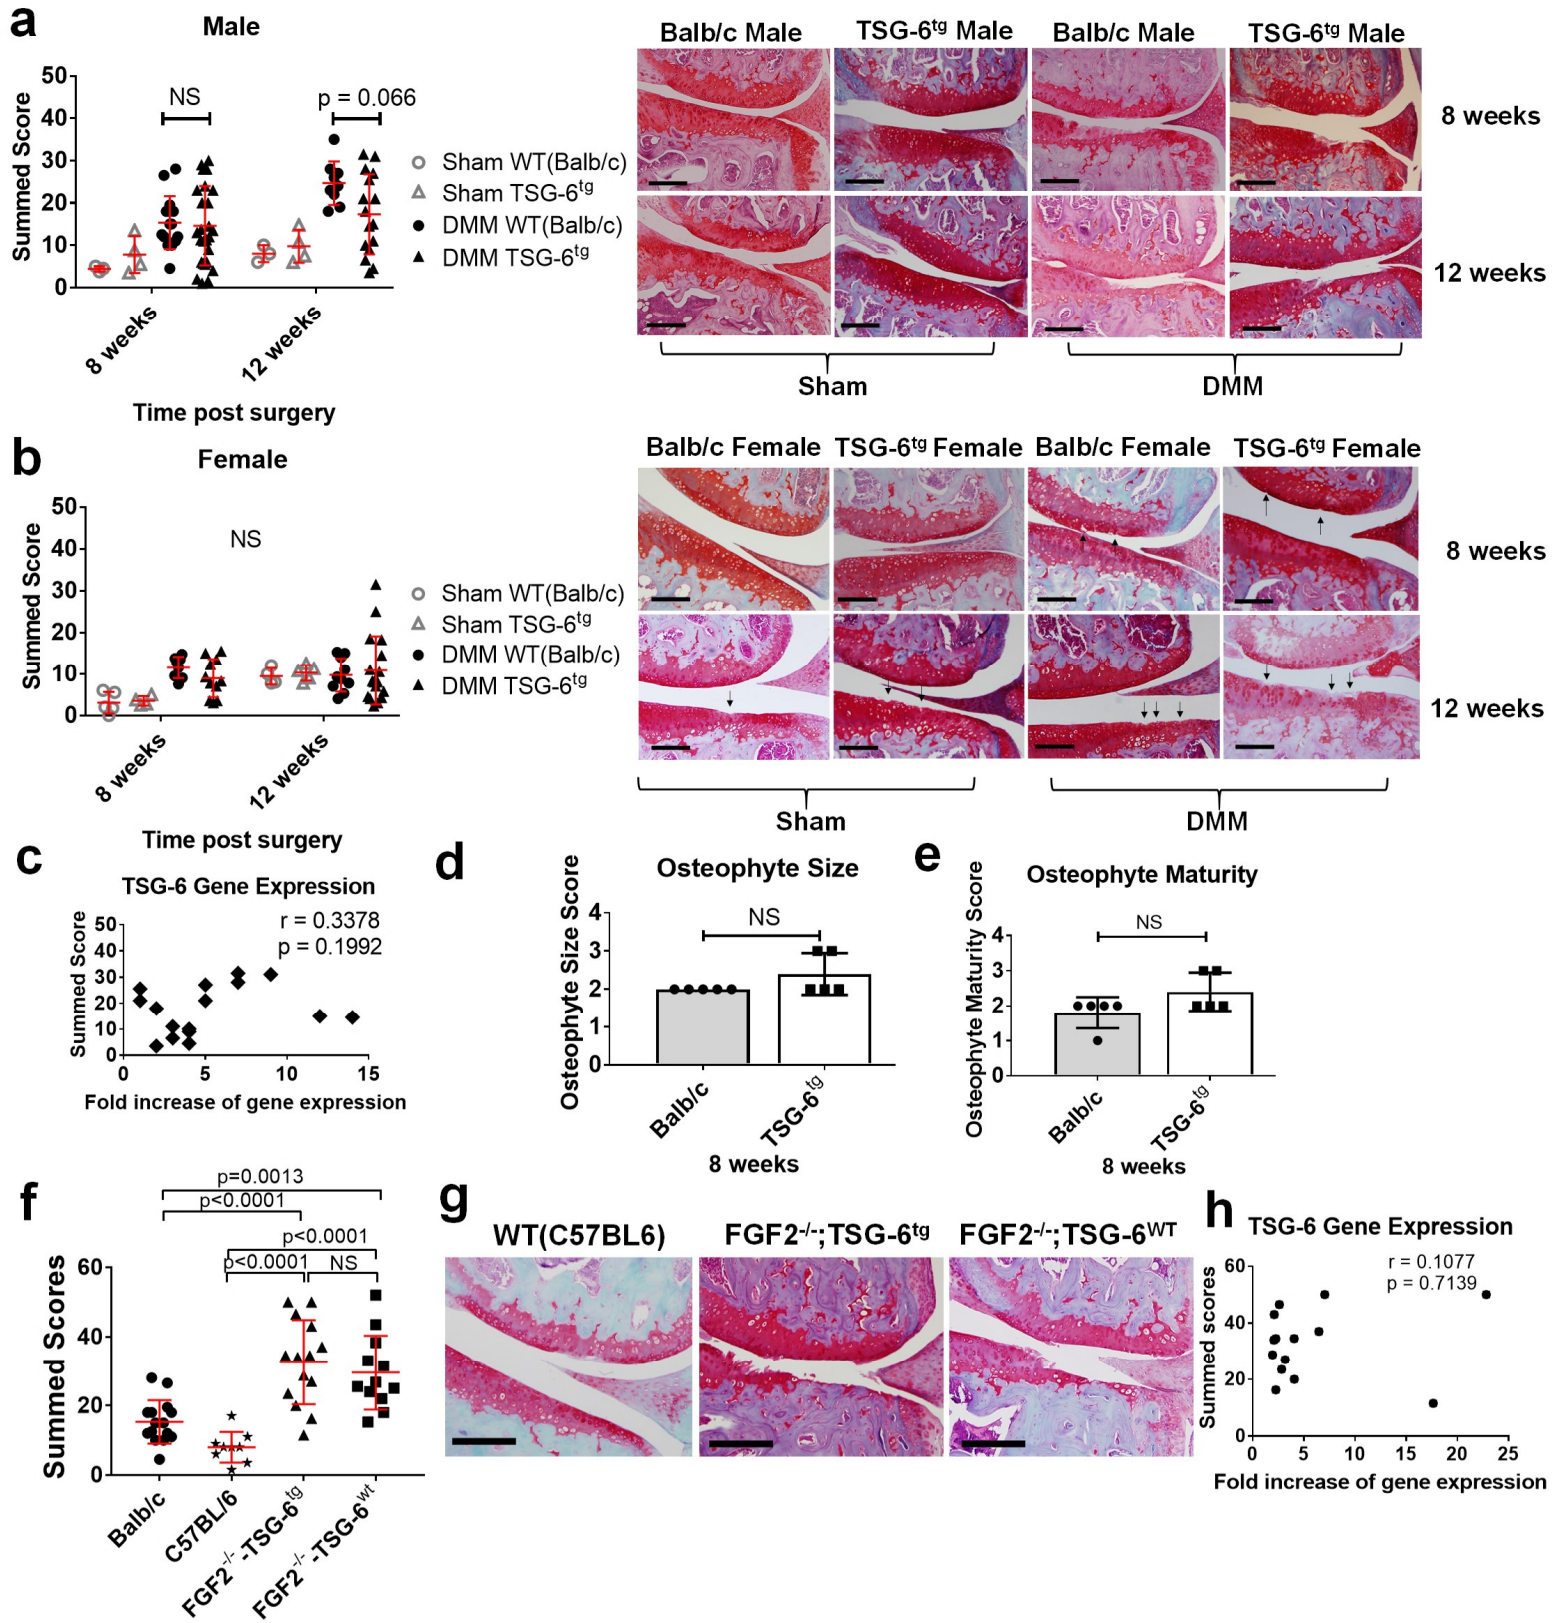 a
Male
Summed Score
50
40
30
20
10
0
NS
p = 0.066
8 weeks
12 weeks
Time post surgery
Sham WT(Balb/c)
Sham TSG-6tg
DMM WT(Balb/c)
DMM TSG-6tg
Balb/c Male
TSG-6tg Male
Balb/c Male
TSG-6tg Male
8 weeks
12 weeks
Sham
DMM
b
Female
Summed Score
50
40
30
20
10
0
NS
8 weeks
12 weeks
Time post surgery
Sham WT(Balb/c)
Sham TSG-6tg
DMM WT(Balb/c)
DMM TSG-6tg
Balb/c Female
TSG-6tg Female
Balb/c Female
TSG-6tg Female
8 weeks
12 weeks
Sham
DMM
c
TSG-6 Gene Expression
r = 0.3378
p = 0.1992
Summed Score
50
40
30
20
10
0
0
5
10
15
Fold increase of gene expression
d
Osteophyte Size
Osteophyte Size Score
4
3
2
1
0
NS
Balb/c
TSG-6tg
8 weeks
e
Osteophyte Maturity
Osteophyte Maturity Score
4
3
2
1
0
NS
Balb/c
TSG-6tg
8 weeks
f
p=0.0013
p<0.0001
p<0.0001
p<0.0001
NS
Summed Scores
60
40
20
0
Balb/c
C57BL/6
FGF2-/--TSG-6tg
FGF2-/--TSG-6wt
g
WT(C57BL6)
FGF2-/-;TSG-6tg
FGF2-/-;TSG-6WT
h
TSG-6 Gene Expression
r = 0.1077
p = 0.7139
Summed scores
60
40
20
0
0
5
10
15
20
25
Fold increase of gene expression